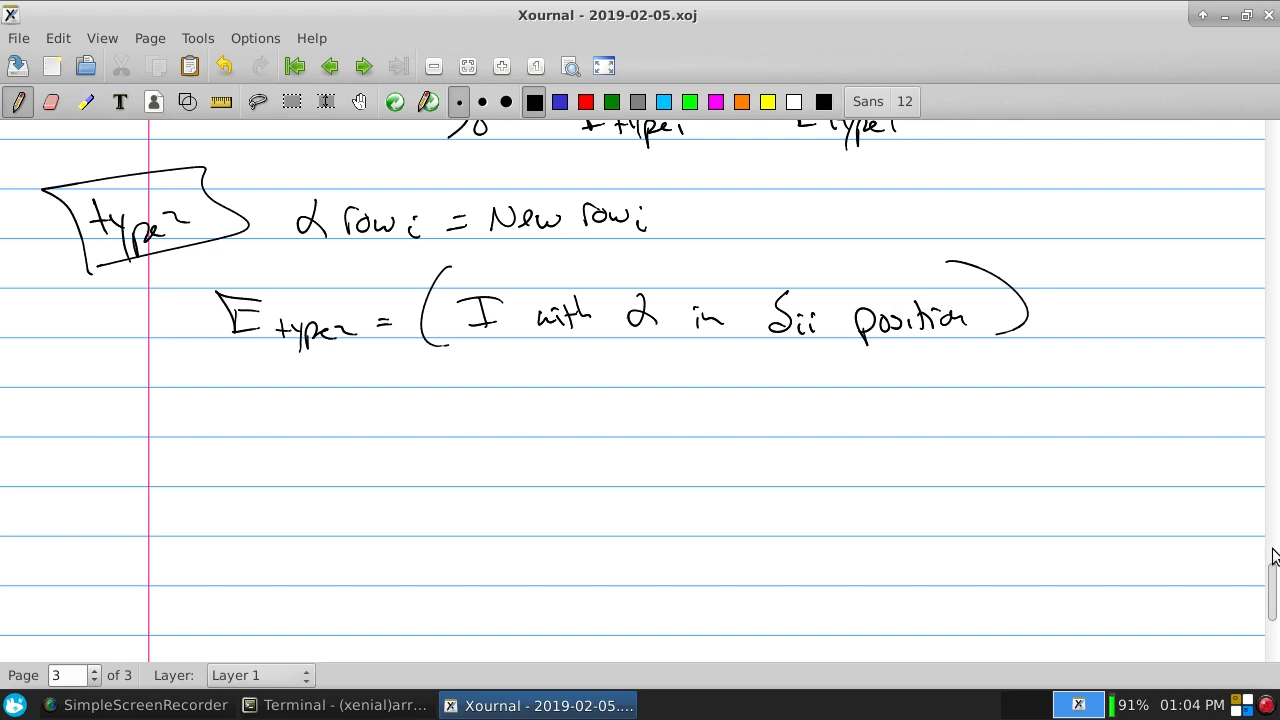 Xournal - 2019-02-05.xoj
File Edit View Page Tools Options Help
Sans 12
type1 type1
type2 α row i = New row i
E type2 = ( I with α in δii position )
Page 3 of 3 Layer: Layer 1
SimpleScreenRecorder Terminal - (xenial)arr... Xournal - 2019-02-05.... 91% 01:04 PM